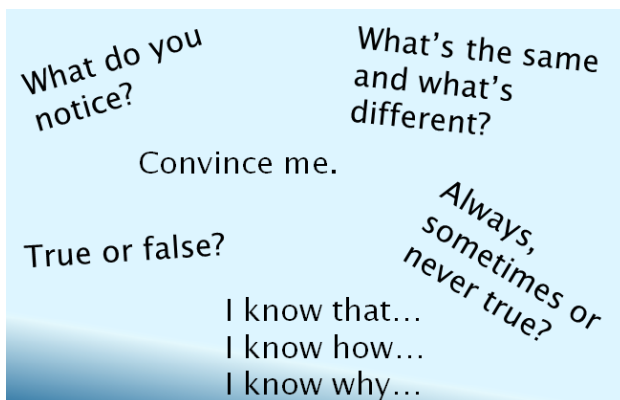 What do you
notice?
What’s the same
and what’s
different?
Convince me.
Always,
sometimes or
never true?
True or false?
I know that…
I know how…
I know why…